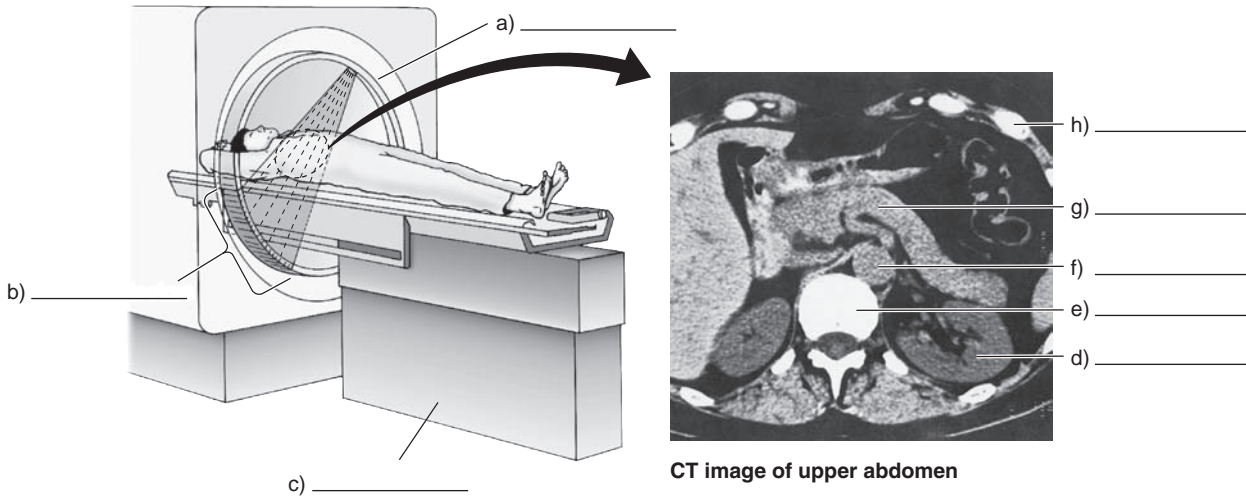 a)
b)
c)
h)
g)
f)
e)
d)
CT image of upper abdomen